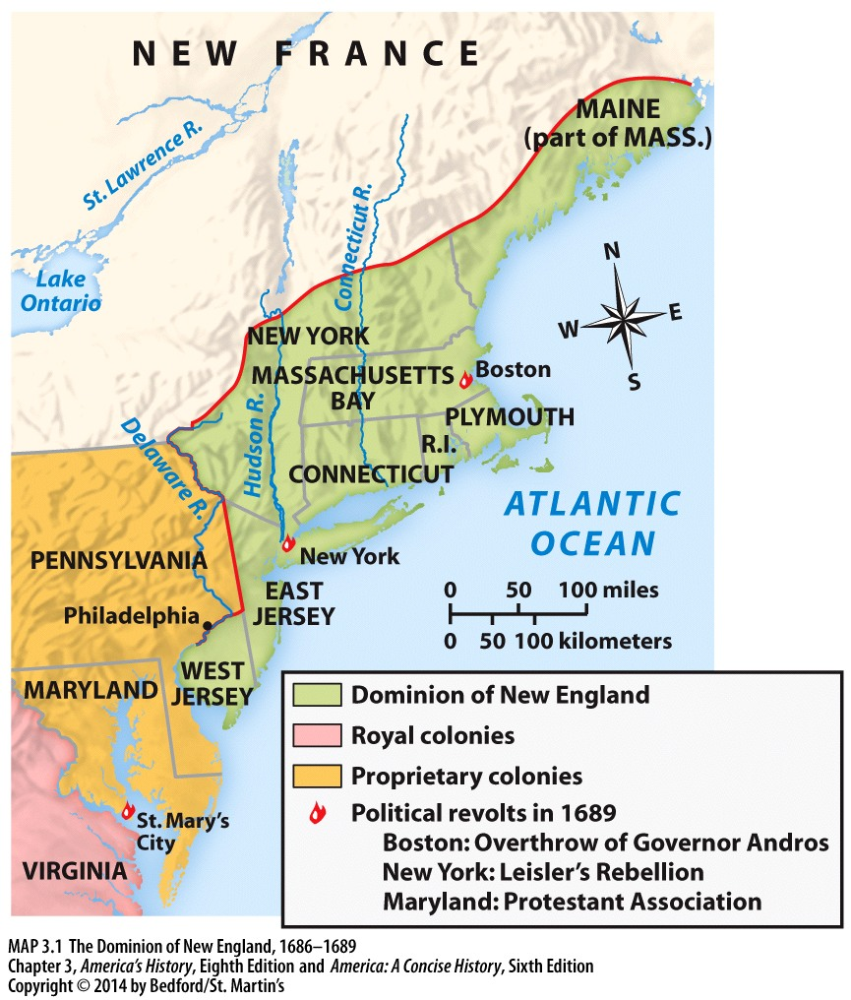 NEW FRANCE
MAINE
(part of MASS.)
St. Lawrence R.
Connecticut R.
Lake
Ontario
N
W
E
S
NEW YORK
MASSACHUSETTS
BAY
Boston
PLYMOUTH
R.I.
Hudson R.
Delaware R.
CONNECTICUT
ATLANTIC
OCEAN
New York
PENNSYLVANIA
0 50 100 miles
0 50 100 kilometers
EAST
JERSEY
Philadelphia
WEST
JERSEY
MARYLAND
St. Mary's
City
VIRGINIA
Dominion of New England
Royal colonies
Proprietary colonies
Political revolts in 1689
Boston: Overthrow of Governor Andros
New York: Leisler's Rebellion
Maryland: Protestant Association
MAP 3.1 The Dominion of New England, 1686–1689
Chapter 3, America's History, Eighth Edition and America: A Concise History, Sixth Edition
Copyright © 2014 by Bedford/St. Martin's